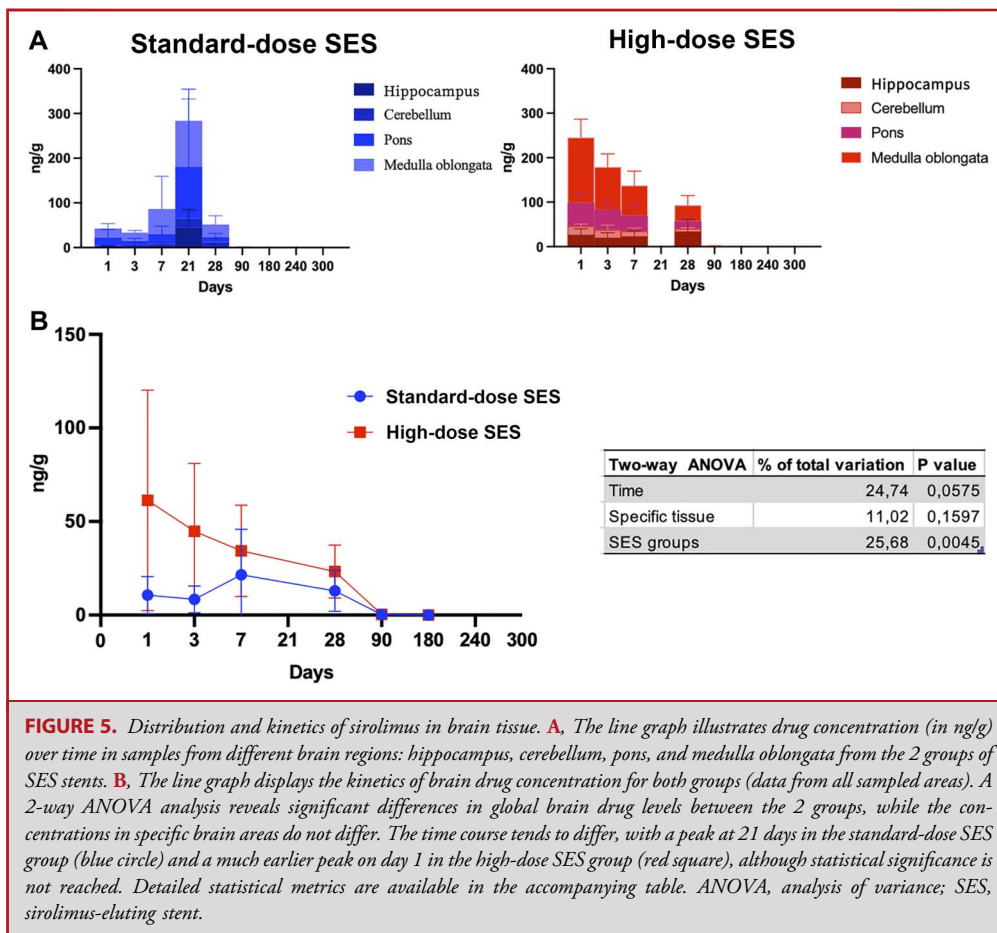 A
Standard-dose SES
High-dose SES
400
300
200
100
0
ng/g
1 3 7 21 28 90 180 240 300
Days
Hippocampus
Cerebellum
Pons
Medulla oblongata
400
300
200
100
0
ng/g
1 3 7 21 28 90 180 240 300
Days
Hippocampus
Cerebellum
Pons
Medulla oblongata
B
150
100
50
0
ng/g
0 1 3 7 21 28 90 180 240 300
Days
Standard-dose SES
High-dose SES
Two-way ANOVA % of total variation P value
Time 24,74 0,0575
Specific tissue 11,02 0,1597
SES groups 25,68 0,0045
FIGURE 5. Distribution and kinetics of sirolimus in brain tissue. A, The line graph illustrates drug concentration (in ng/g)
over time in samples from different brain regions: hippocampus, cerebellum, pons, and medulla oblongata from the 2 groups of
SES stents. B, The line graph displays the kinetics of brain drug concentration for both groups (data from all sampled areas). A
2-way ANOVA analysis reveals significant differences in global brain drug levels between the 2 groups, while the con-
centrations in specific brain areas do not differ. The time course tends to differ, with a peak at 21 days in the standard-dose SES
group (blue circle) and a much earlier peak on day 1 in the high-dose SES group (red square), although statistical significance is
not reached. Detailed statistical metrics are available in the accompanying table. ANOVA, analysis of variance; SES,
sirolimus-eluting stent.